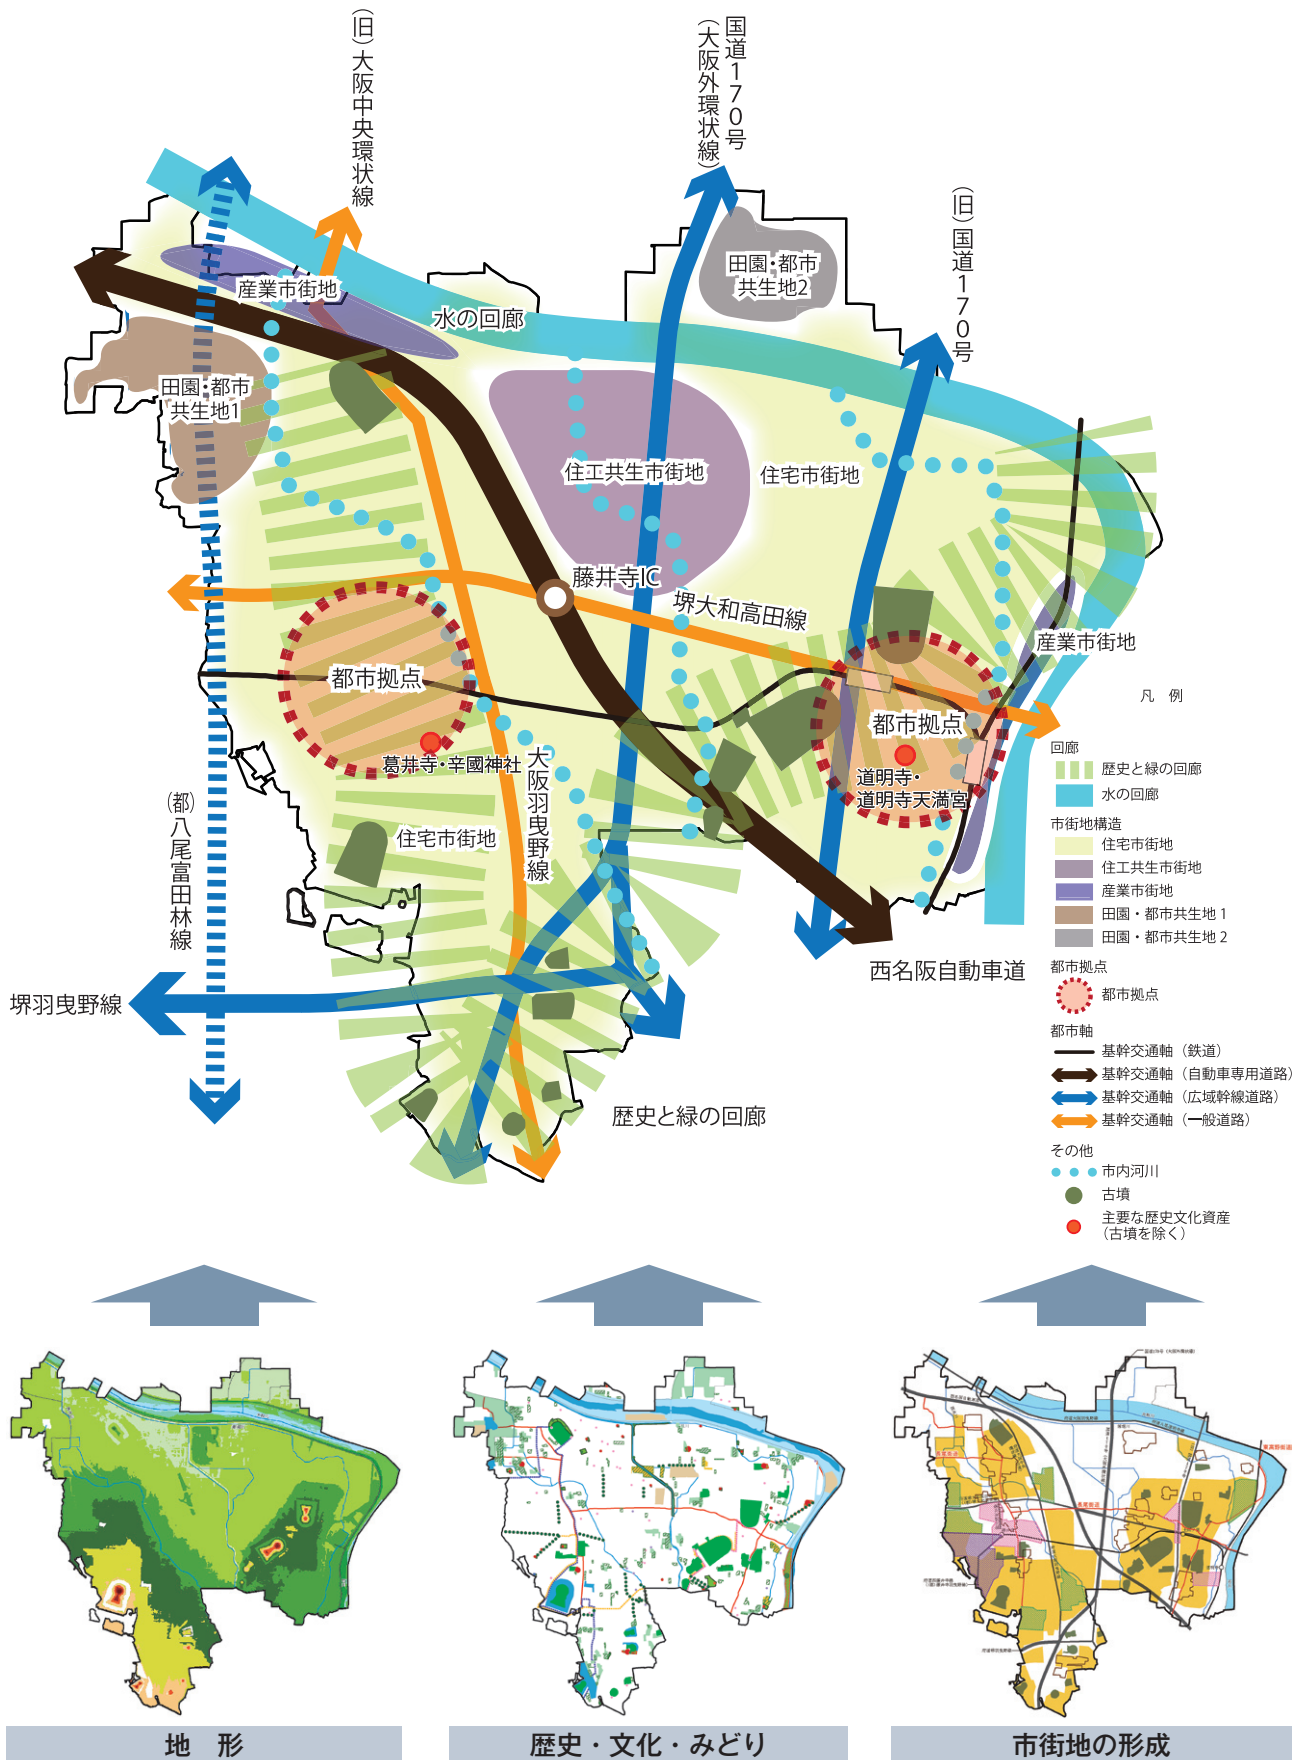 (旧)大阪中央環状線
国道170号
(大阪外環状線)
(旧)国道170号
田園・都市
共生地2
産業市街地
水の回廊
田園・都市
共生地1
住工共生市街地
住宅市街地
藤井寺IC
堺大和高田線
産業市街地
都市拠点
都市拠点
葛井寺・辛國神社
道明寺・
道明寺天満宮
大阪羽曳野線
住宅市街地
(都)八尾富田林線
西名阪自動車道
堺羽曳野線
歴史と緑の回廊
凡 例
回廊
歴史と緑の回廊
水の回廊
市街地構造
住宅市街地
住工共生市街地
産業市街地
田園・都市共生地 1
田園・都市共生地 2
都市拠点
都市拠点
都市軸
基幹交通軸(鉄道)
基幹交通軸(自動車専用道路)
基幹交通軸(広域幹線道路)
基幹交通軸(一般道路)
その他
市内河川
古墳
主要な歴史文化資産
(古墳を除く)
長尾街道
地 形
歴史・文化・みどり
市街地の形成